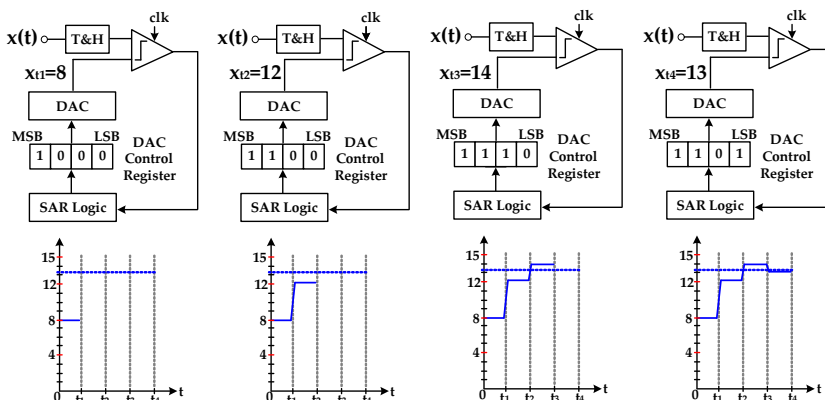 clk
x(t) T&H
xt1=8
DAC
MSB LSB
1 0 0 0
DAC Control Register
SAR Logic
15
12
8
4
0 t1 t2 t3 t4 t
clk
x(t) T&H
xt2=12
DAC
MSB LSB
1 1 0 0
DAC Control Register
SAR Logic
15
12
8
4
0 t1 t2 t3 t4 t
clk
x(t) T&H
xt3=14
DAC
MSB LSB
1 1 1 0
DAC Control Register
SAR Logic
15
12
8
4
0 t1 t2 t3 t4 t
clk
x(t) T&H
xt4=13
DAC
MSB LSB
1 1 0 1
DAC Control Register
SAR Logic
15
12
8
4
0 t1 t2 t3 t4 t